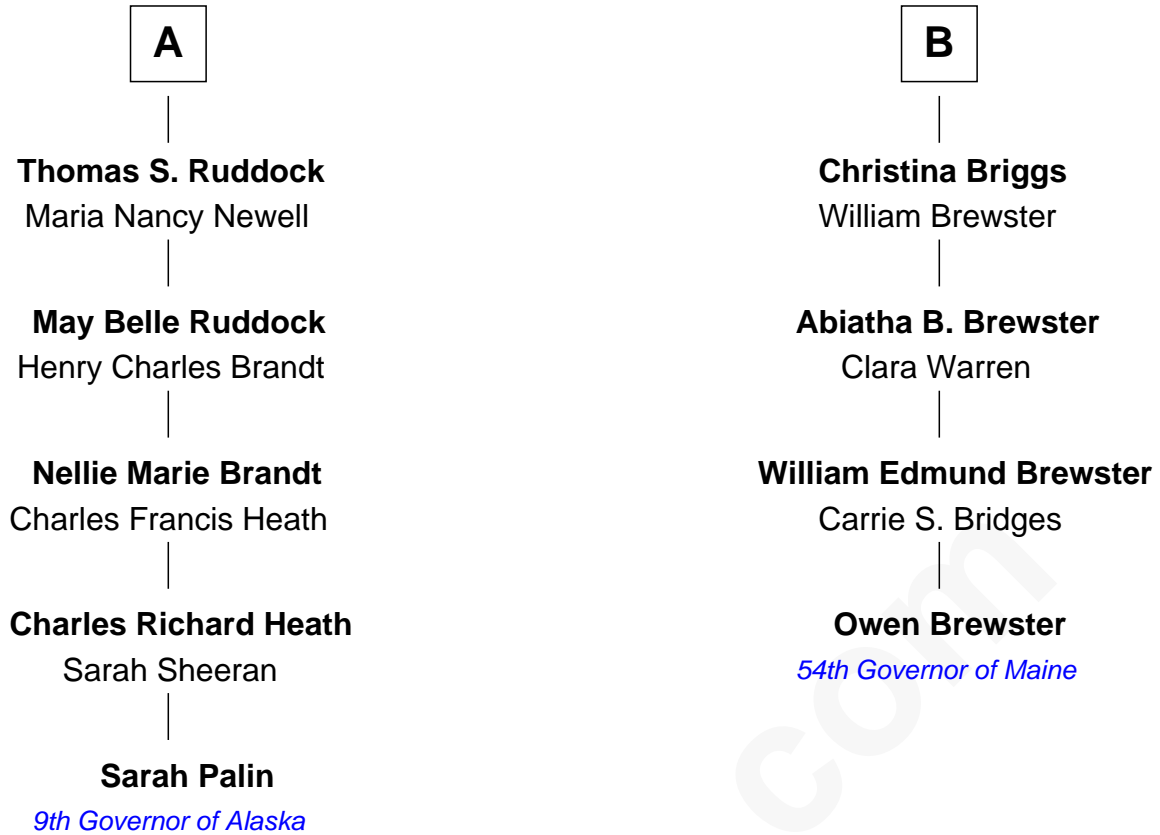 A
Thomas S. Ruddock
Maria Nancy Newell
May Belle Ruddock
Henry Charles Brandt
Nellie Marie Brandt
Charles Francis Heath
Charles Richard Heath
Sarah Sheeran
Sarah Palin
9th Governor of Alaska
B
Christina Briggs
William Brewster
Abiatha B. Brewster
Clara Warren
William Edmund Brewster
Carrie S. Bridges
Owen Brewster
54th Governor of Maine
com